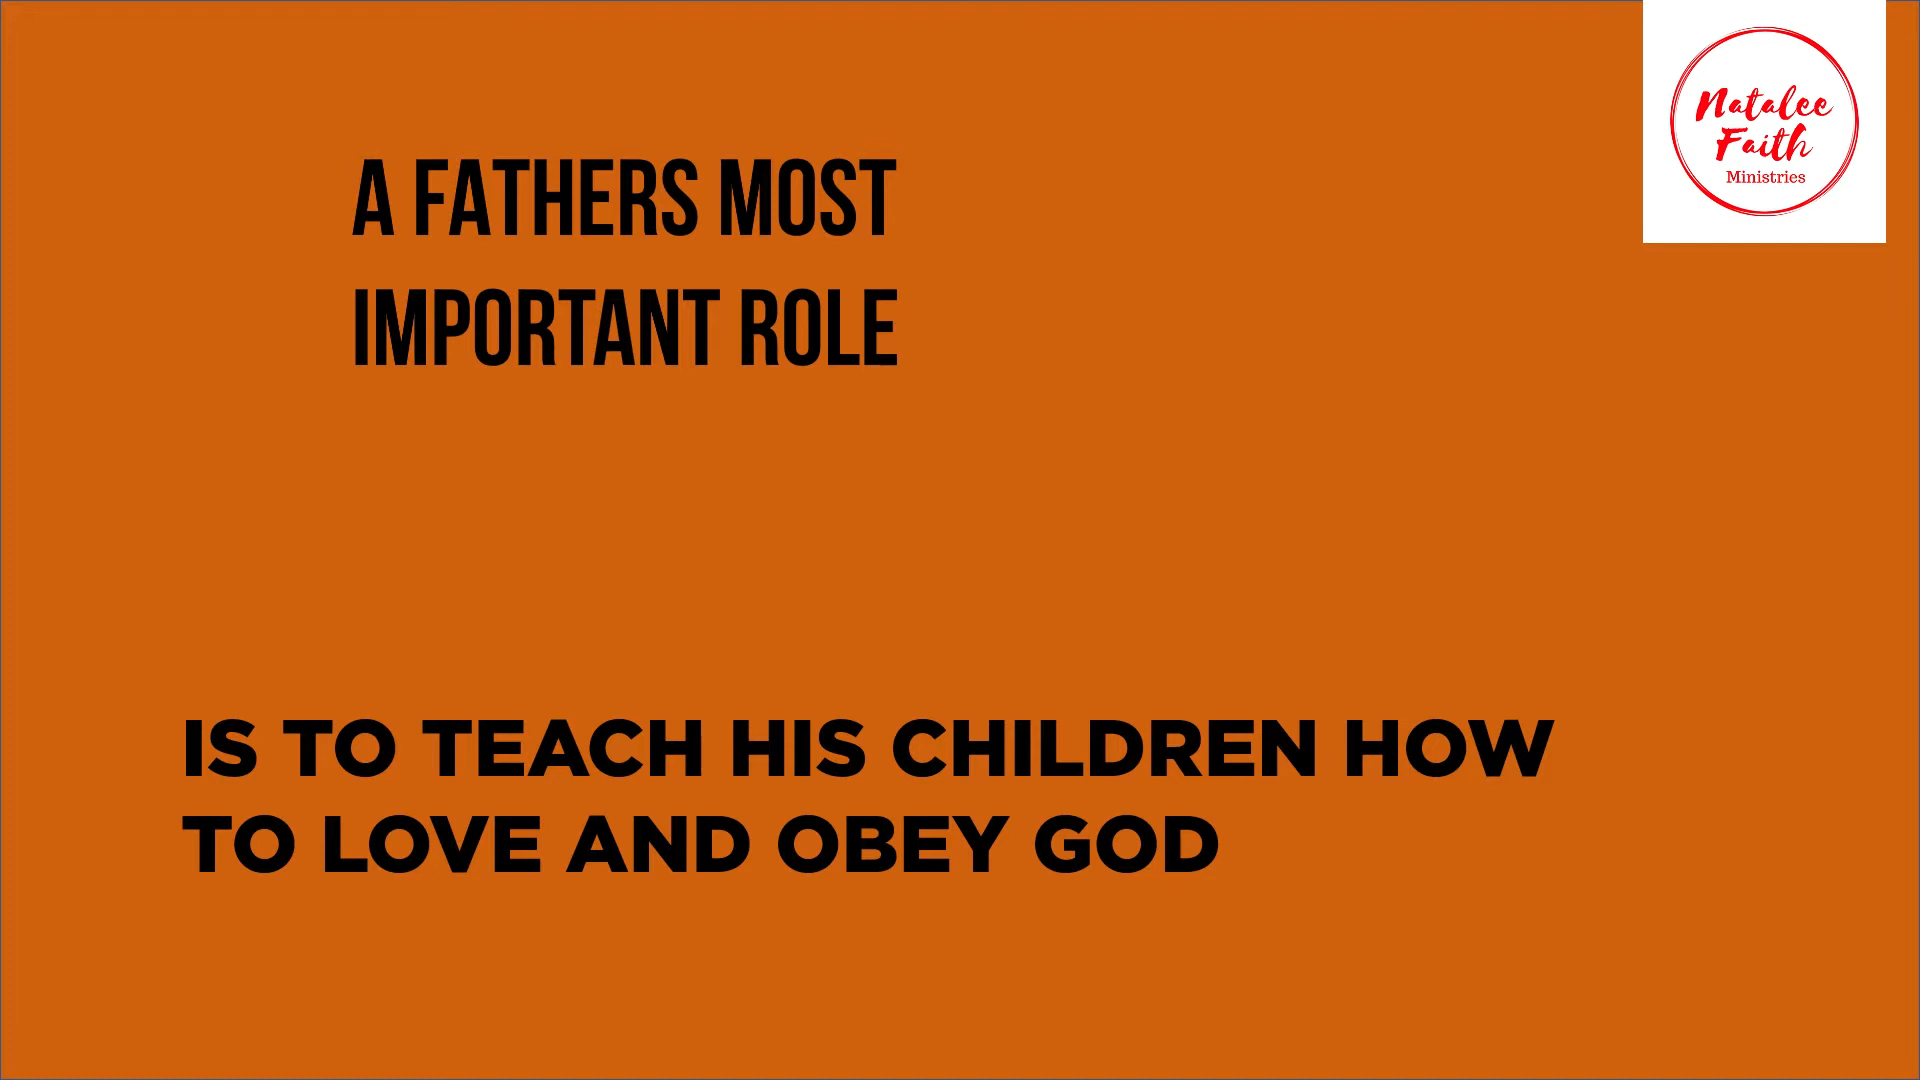 A FATHERS MOST
IMPORTANT ROLE
Natalee
Faith
Ministries
IS TO TEACH HIS CHILDREN HOW
TO LOVE AND OBEY GOD